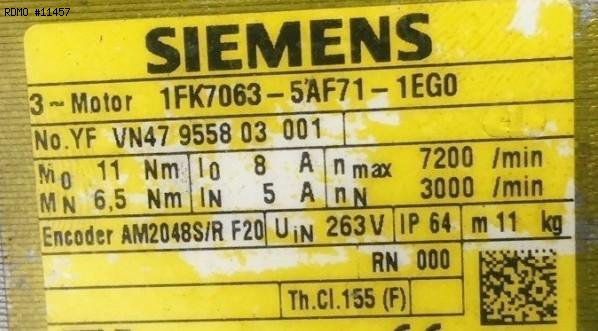 RDMO #11457
SIEMENS
3~Motor 1FK7063-5AF71-1EG0
No.YF VN47 9558 03 001
M0 11 Nm I0 8 A n max 7200 /min
MN 6,5 Nm IN 5 A nN 3000 /min
Encoder AM2048S/R F20 UiN 263V IP 64 m 11 kg
RN 000
Th.Cl.155 (F)